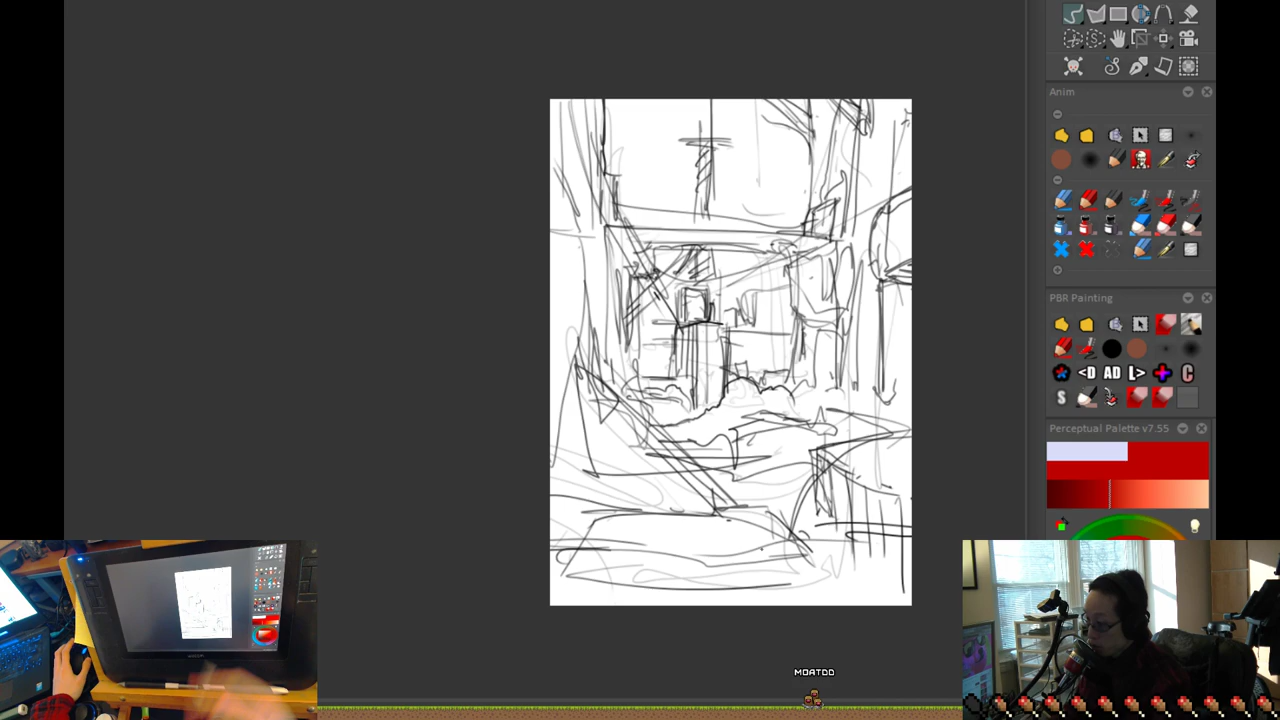 Anim
PBR Painting
<D AD L>
C
S
Perceptual Palette v7.55
MOATDD